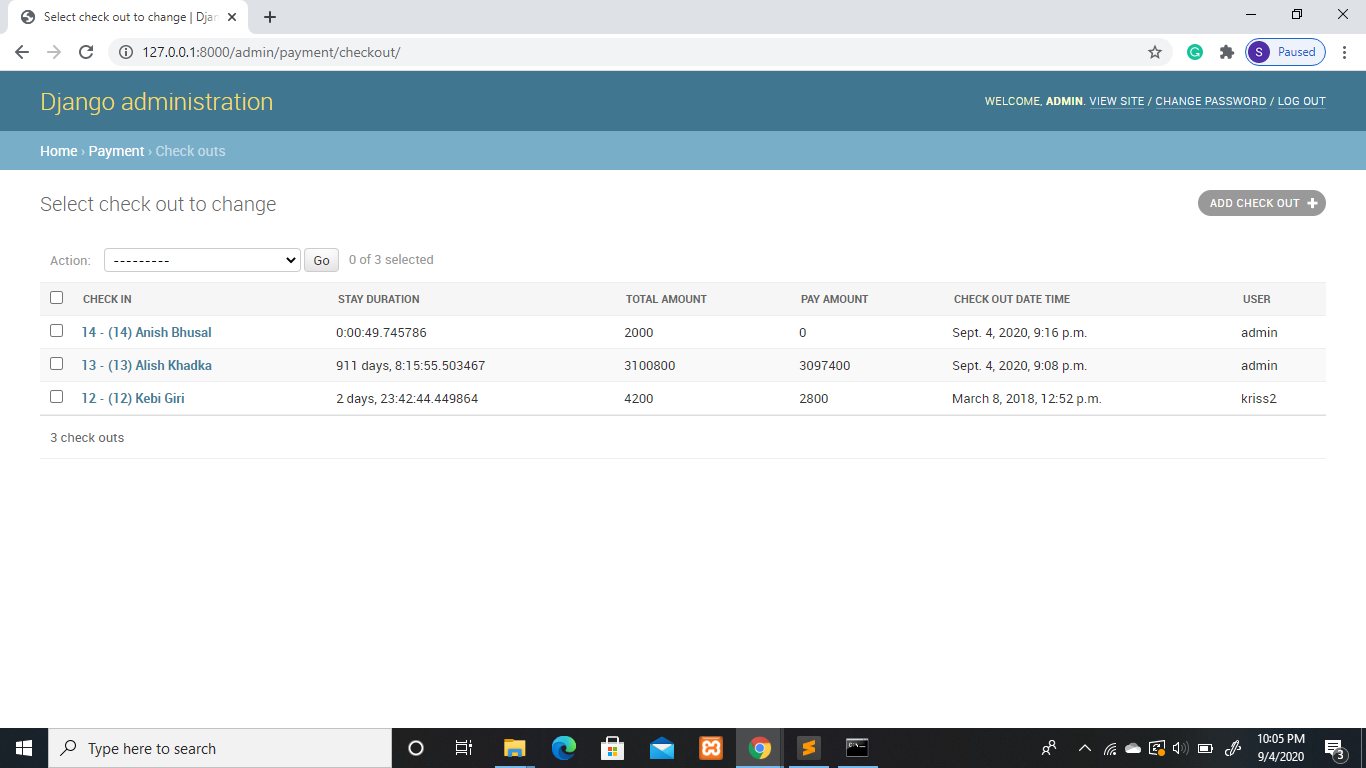 Select check out to change | Djan
127.0.0.1:8000/admin/payment/checkout/
S Paused
Django administration
WELCOME, ADMIN. VIEW SITE / CHANGE PASSWORD / LOG OUT
Home › Payment › Check outs
Select check out to change
ADD CHECK OUT +
Action: --------- Go 0 of 3 selected
CHECK IN STAY DURATION TOTAL AMOUNT PAY AMOUNT CHECK OUT DATE TIME USER
14 - (14) Anish Bhusal 0:00:49.745786 2000 0 Sept. 4, 2020, 9:16 p.m. admin
13 - (13) Alish Khadka 911 days, 8:15:55.503467 3100800 3097400 Sept. 4, 2020, 9:08 p.m. admin
12 - (12) Kebi Giri 2 days, 23:42:44.449864 4200 2800 March 8, 2018, 12:52 p.m. kriss2
3 check outs
Type here to search
10:05 PM
9/4/2020
3